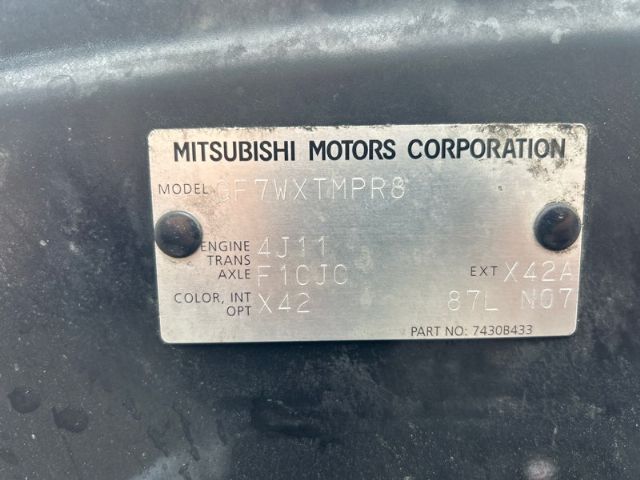 MITSUBISHI MOTORS CORPORATION
MODEL GF7WXTMPR8
ENGINE 4J11
TRANS
AXLE F1CJC EXT X42A
COLOR, INT X42 87L N07
OPT
PART NO: 7430B433